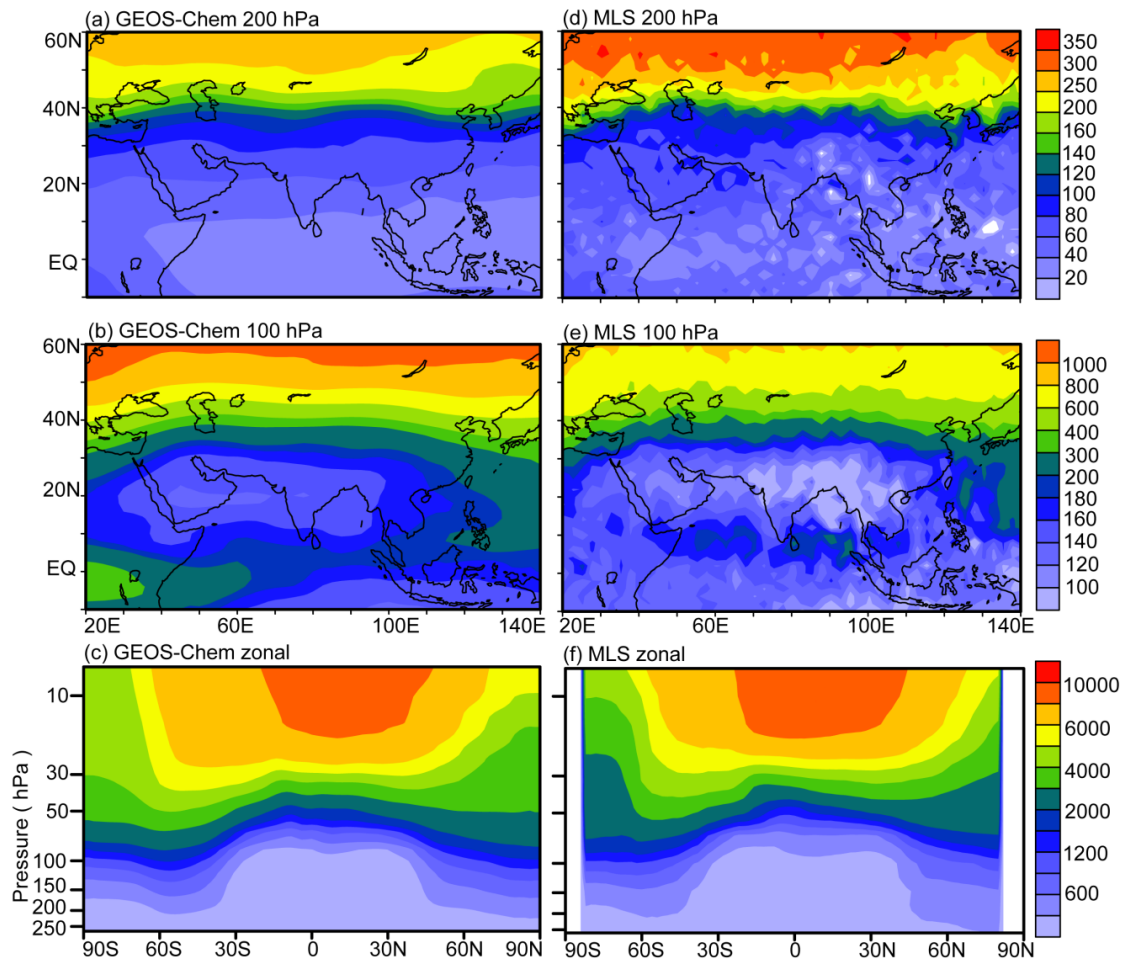 (a) GEOS-Chem 200 hPa
60N
40N
20N
EQ
(d) MLS 200 hPa
350
300
250
200
160
140
120
100
80
60
40
20
(b) GEOS-Chem 100 hPa
60N
40N
20N
EQ
20E 60E 100E 140E
(e) MLS 100 hPa
20E 60E 100E 140E
1000
800
600
400
300
200
180
160
140
120
100
(c) GEOS-Chem zonal
Pressure ( hPa )
10
30
50
100
150
200
250
90S 60S 30S 0 30N 60N 90N
(f) MLS zonal
90S 60S 30S 0 30N 60N 90N
10000
6000
4000
2000
1200
600